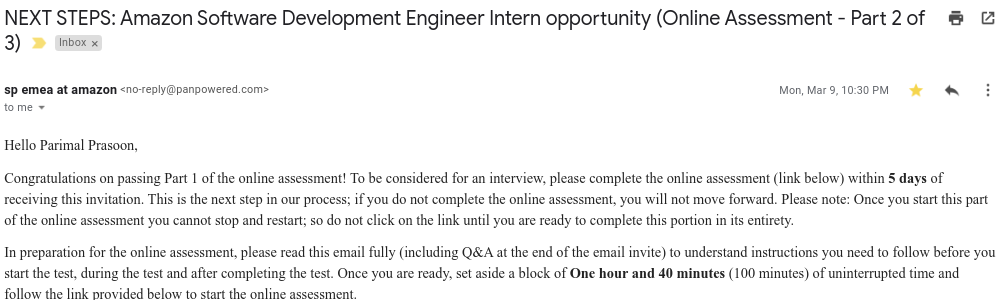 NEXT STEPS: Amazon Software Development Engineer Intern opportunity (Online Assessment - Part 2 of
3) Inbox x
sp emea at amazon <no-reply@panpowered.com> Mon, Mar 9, 10:30 PM
to me
Hello Parimal Prasoon,
Congratulations on passing Part 1 of the online assessment! To be considered for an interview, please complete the online assessment (link below) within 5 days of
receiving this invitation. This is the next step in our process; if you do not complete the online assessment, you will not move forward. Please note: Once you start this part
of the online assessment you cannot stop and restart; so do not click on the link until you are ready to complete this portion in its entirety.
In preparation for the online assessment, please read this email fully (including Q&A at the end of the email invite) to understand instructions you need to follow before you
start the test, during the test and after completing the test. Once you are ready, set aside a block of One hour and 40 minutes (100 minutes) of uninterrupted time and
follow the link provided below to start the online assessment.